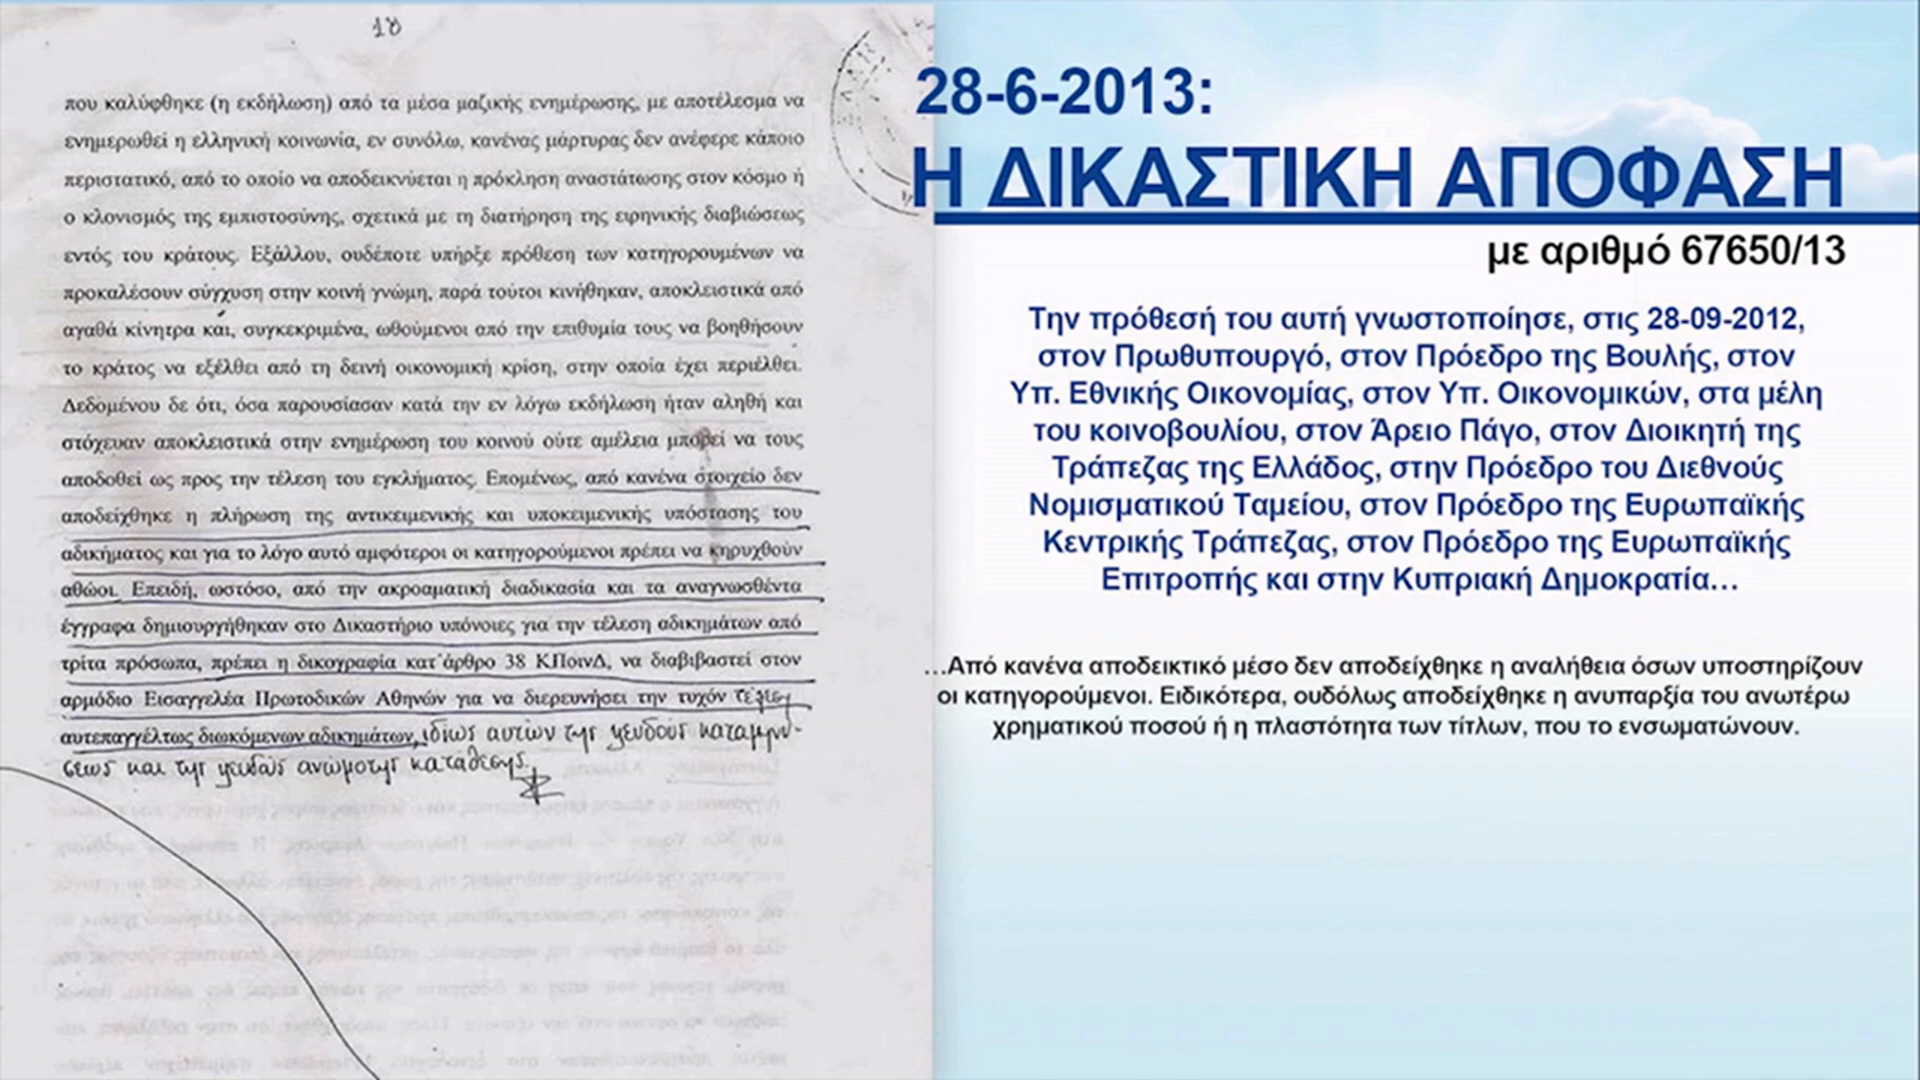 18
που καλύφθηκε (η εκδήλωση) από τα μέσα μαζικής ενημέρωσης, με αποτέλεσμα να
ενημερωθεί η ελληνική κοινωνία, εν συνόλω, κανένας μάρτυρας δεν ανέφερε κάποιο
περιστατικό, από το οποίο να αποδεικνύεται η πρόκληση αναστάτωσης στον κόσμο ή
ο κλονισμός της εμπιστοσύνης, σχετικά με τη διατήρηση της ειρηνικής διαβιώσεως
εντός του κράτους. Εξάλλου, ουδέποτε υπήρξε πρόθεση των κατηγορουμένων να
προκαλέσουν σύγχυση στην κοινή γνώμη, παρά τούτοι κινήθηκαν, αποκλειστικά από
αγαθά κίνητρα και, συγκεκριμένα, ωθούμενοι από την επιθυμία τους να βοηθήσουν
το κράτος να εξέλθει από τη δεινή οικονομική κρίση, στην οποία έχει περιέλθει.
Δεδομένου δε ότι, όσα παρουσίασαν κατά την εν λόγω εκδήλωση ήταν αληθή και
στόχευαν αποκλειστικά στην ενημέρωση του κοινού ούτε αμέλεια μπορεί να τους
αποδοθεί ως προς την τέλεση του εγκλήματος. Επομένως, από κανένα στοιχείο δεν
αποδείχθηκε η πλήρωση της αντικειμενικής και υποκειμενικής υπόστασης του
αδικήματος και για το λόγο αυτό αμφότεροι οι κατηγορούμενοι πρέπει να κηρυχθούν
αθώοι. Επειδή, ωστόσο, από την ακροαματική διαδικασία και τα αναγνωσθέντα
έγγραφα δημιουργήθηκαν στο Δικαστήριο υπόνοιες για την τέλεση αδικημάτων από
τρίτα πρόσωπα, πρέπει η δικογραφία κατ'άρθρο 38 ΚΠοινΔ, να διαβιβαστεί στον
αρμόδιο Εισαγγελέα Πρωτοδικών Αθηνών για να διερευνήσει την τυχόν τέλεση
αυτεπαγγέλτως διωκόμενων αδικημάτων, ιδίως αυτών της ψευδούς καταμηνύ-
σεως και της ψευδούς ανώμοτης κατάθεσης.
28-6-2013:
Η ΔΙΚΑΣΤΙΚΗ ΑΠΟΦΑΣΗ
με αριθμό 67650/13
Την πρόθεσή του αυτή γνωστοποίησε, στις 28-09-2012,
στον Πρωθυπουργό, στον Πρόεδρο της Βουλής, στον
Υπ. Εθνικής Οικονομίας, στον Υπ. Οικονομικών, στα μέλη
του κοινοβουλίου, στον Άρειο Πάγο, στον Διοικητή της
Τράπεζας της Ελλάδος, στην Πρόεδρο του Διεθνούς
Νομισματικού Ταμείου, στον Πρόεδρο της Ευρωπαϊκής
Κεντρικής Τράπεζας, στον Πρόεδρο της Ευρωπαϊκής
Επιτροπής και στην Κυπριακή Δημοκρατία...
...Από κανένα αποδεικτικό μέσο δεν αποδείχθηκε η αναλήθεια όσων υποστηρίζουν
οι κατηγορούμενοι. Ειδικότερα, ουδόλως αποδείχθηκε η ανυπαρξία του ανωτέρω
χρηματικού ποσού ή η πλαστότητα των τίτλων, που το ενσωματώνουν.